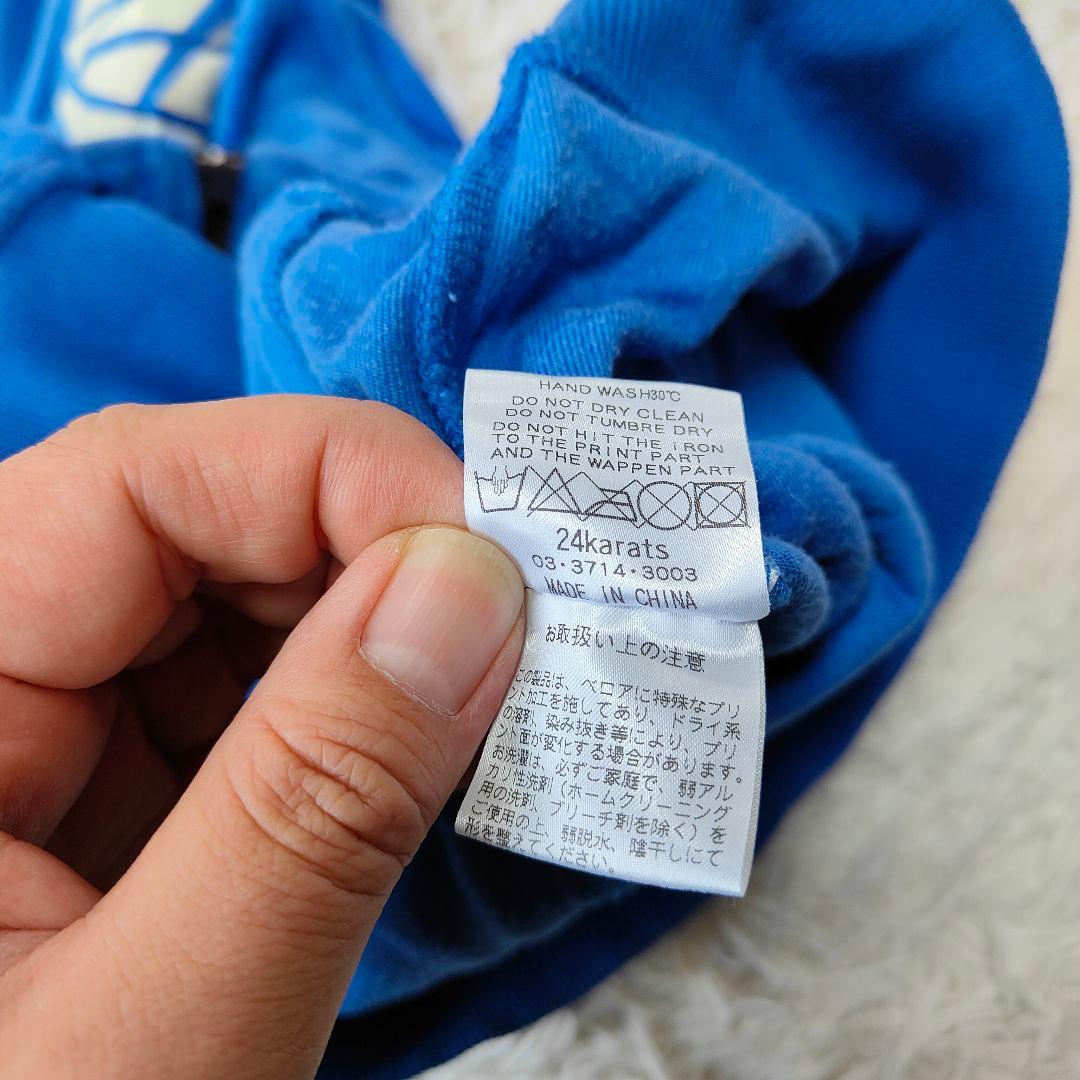 HAND WASH30℃
DO NOT DRY CLEAN
DO NOT TUMBRE DRY
DO NOT HIT THE iRON
TO THE PRINT PART
AND THE WAPPEN PART
24karats
03・3714・3003
MADE IN CHINA
お取扱い上の注意
この製品は、ベロアに特殊なプリ
ント加工を施してあり、ドライ系
の溶剤、染み抜き等により、プリ
ント面が変化する場合があります。
お洗濯は、必ずご家庭で、弱アル
カリ性洗剤（ホームクリーニング
用の洗剤、ブリーチ剤を除く）を
ご使用の上、弱脱水、陰干しにて
形を整えてください。